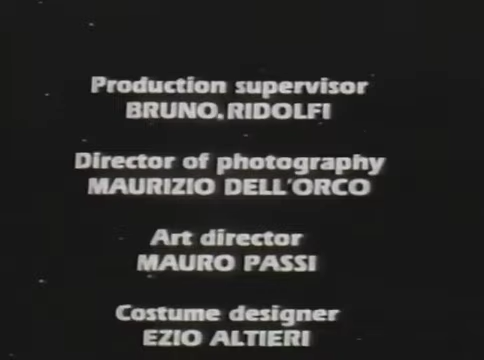 Production supervisor
BRUNO RIDOLFI
Director of photography
MAURIZIO DELL'ORCO
Art director
MAURO PASSI
Costume designer
EZIO ALTIERI